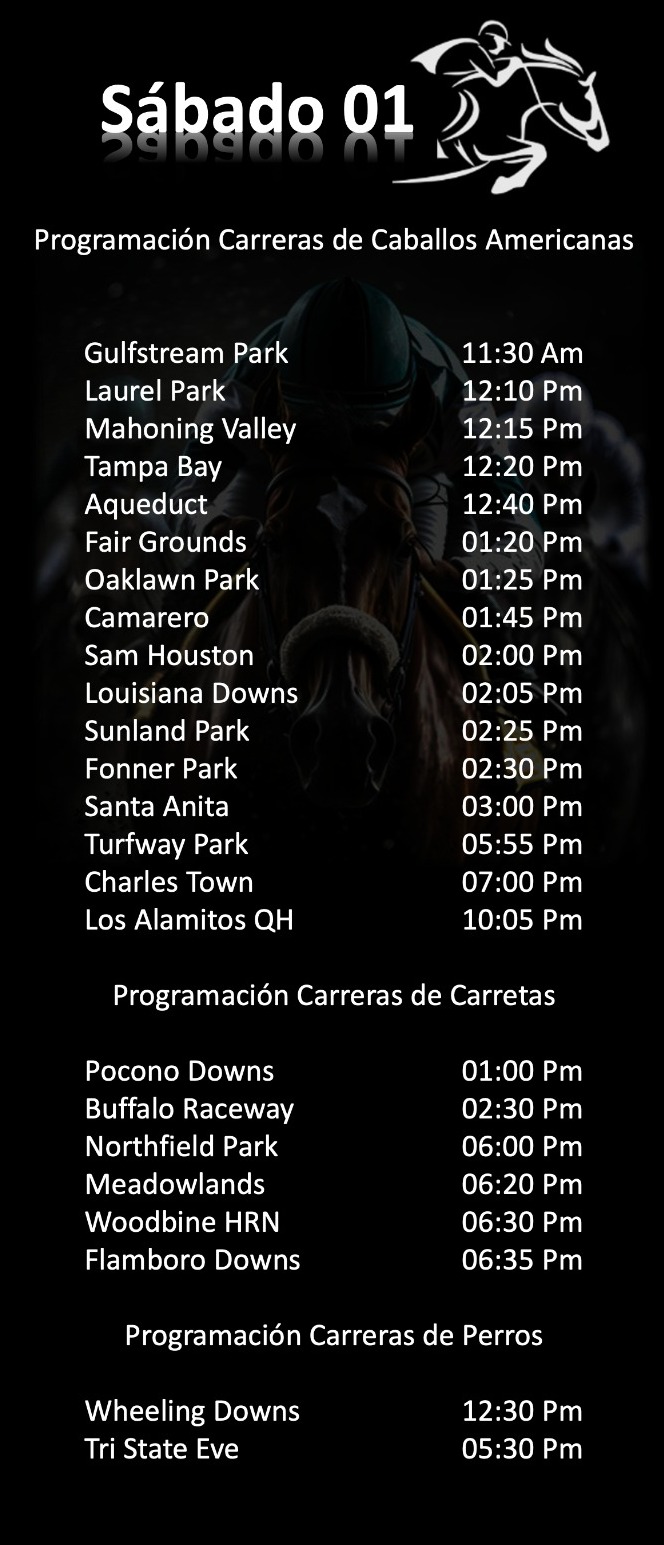 Sábado 01
Programación Carreras de Caballos Americanas
Gulfstream Park 11:30 Am
Laurel Park 12:10 Pm
Mahoning Valley 12:15 Pm
Tampa Bay 12:20 Pm
Aqueduct 12:40 Pm
Fair Grounds 01:20 Pm
Oaklawn Park 01:25 Pm
Camarero 01:45 Pm
Sam Houston 02:00 Pm
Louisiana Downs 02:05 Pm
Sunland Park 02:25 Pm
Fonner Park 02:30 Pm
Santa Anita 03:00 Pm
Turfway Park 05:55 Pm
Charles Town 07:00 Pm
Los Alamitos QH 10:05 Pm
Programación Carreras de Carretas
Pocono Downs 01:00 Pm
Buffalo Raceway 02:30 Pm
Northfield Park 06:00 Pm
Meadowlands 06:20 Pm
Woodbine HRN 06:30 Pm
Flamboro Downs 06:35 Pm
Programación Carreras de Perros
Wheeling Downs 12:30 Pm
Tri State Eve 05:30 Pm